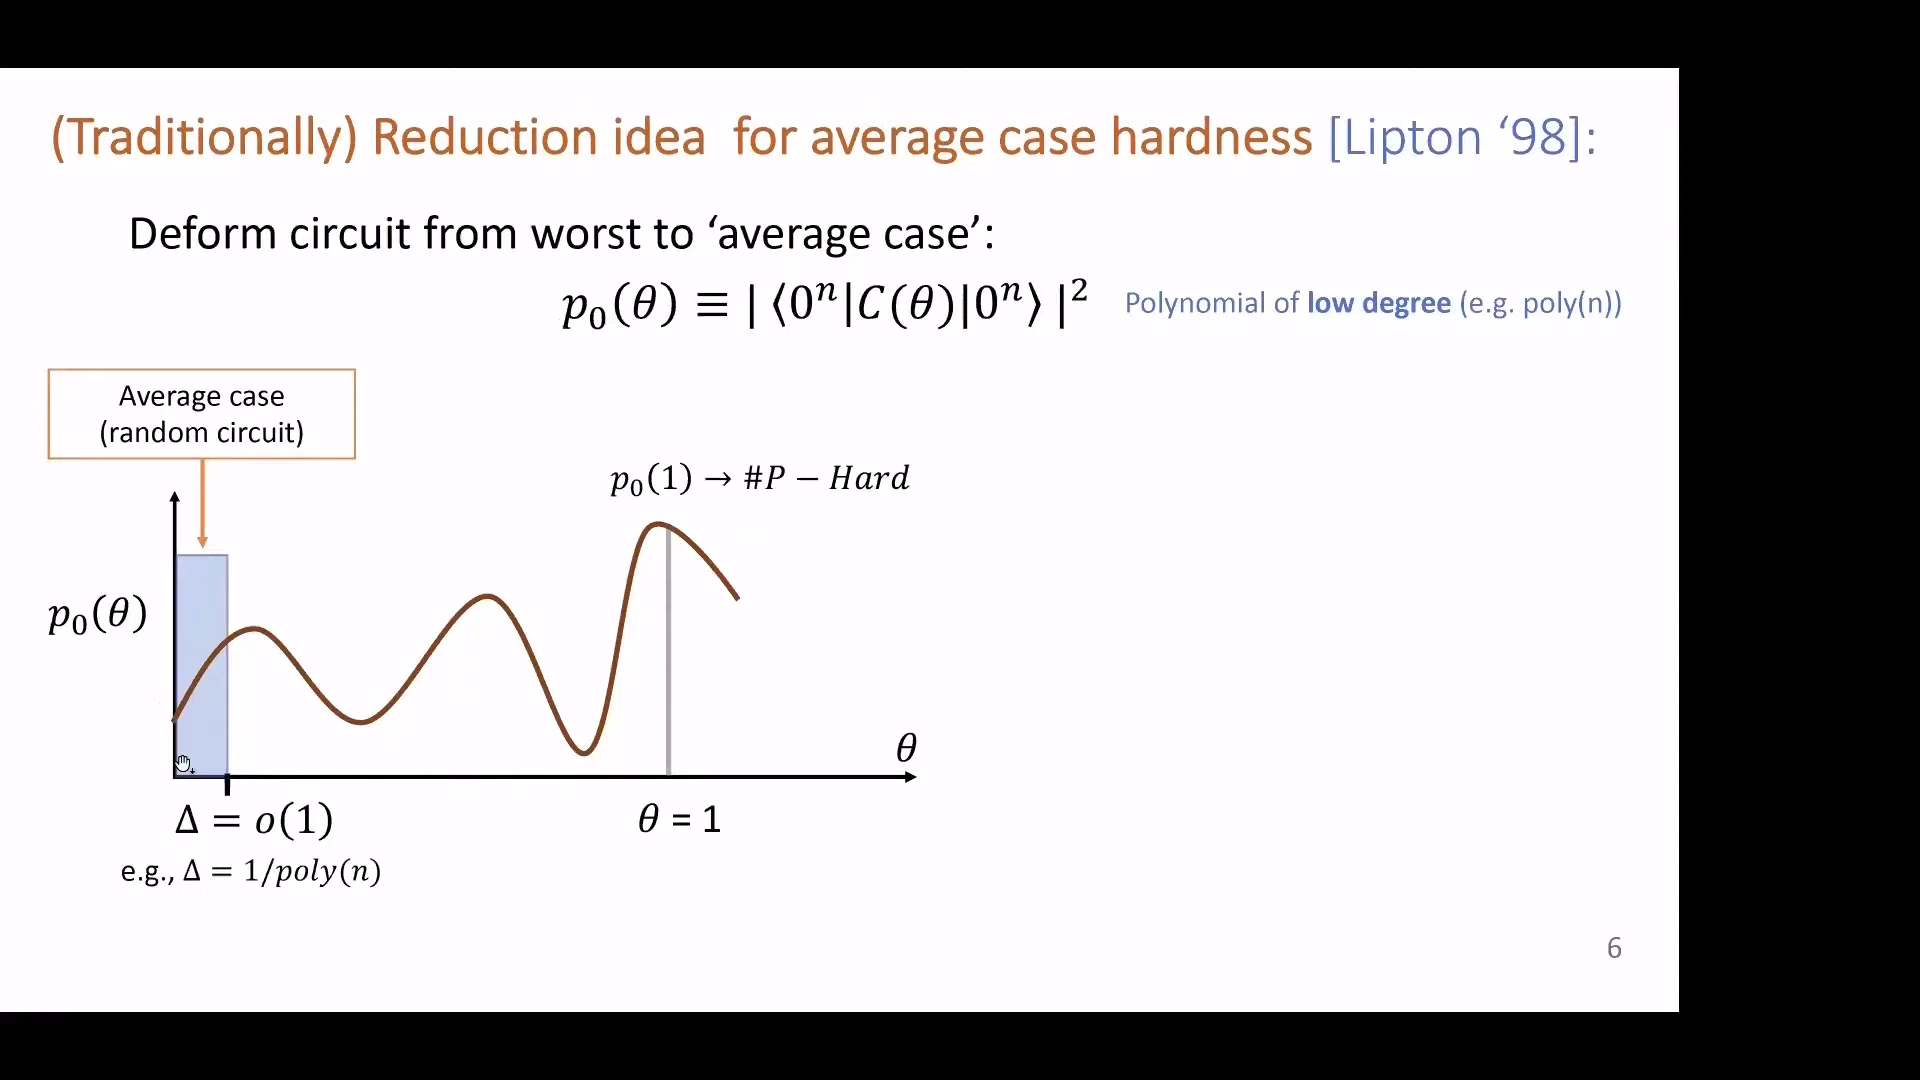 (Traditionally) Reduction idea for average case hardness [Lipton ‘98]:
Deform circuit from worst to ‘average case’:
p₀(θ) ≡ | ⟨0ⁿ|C(θ)|0ⁿ⟩ |² Polynomial of low degree (e.g. poly(n))
Average case
(random circuit)
p₀(1) → #P − Hard
p₀(θ)
θ
Δ = o(1)
θ = 1
e.g., Δ = 1/poly(n)
6